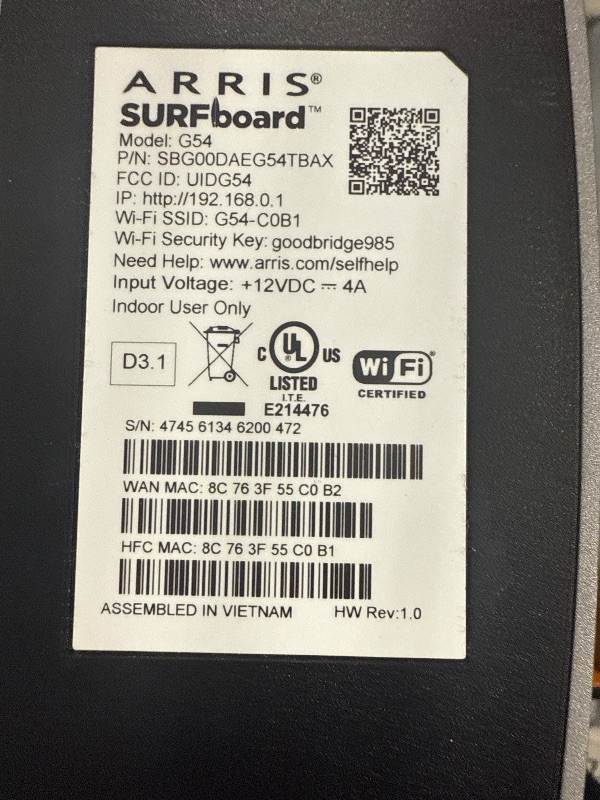 ARRIS®
SURFboard™
Model: G54
P/N: SBG00DAEG54TBAX
FCC ID: UIDG54
IP: http://192.168.0.1
Wi-Fi SSID: G54-C0B1
Wi-Fi Security Key: goodbridge985
Need Help: www.arris.com/selfhelp
Input Voltage: +12VDC ⎓ 4A
Indoor User Only
D3.1
C UL® US
LISTED
I.T.E.
E214476
Wi Fi®
CERTIFIED
S/N: 4745 6134 6200 472
WAN MAC: 8C 76 3F 55 C0 B2
HFC MAC: 8C 76 3F 55 C0 B1
ASSEMBLED IN VIETNAM HW Rev:1.0